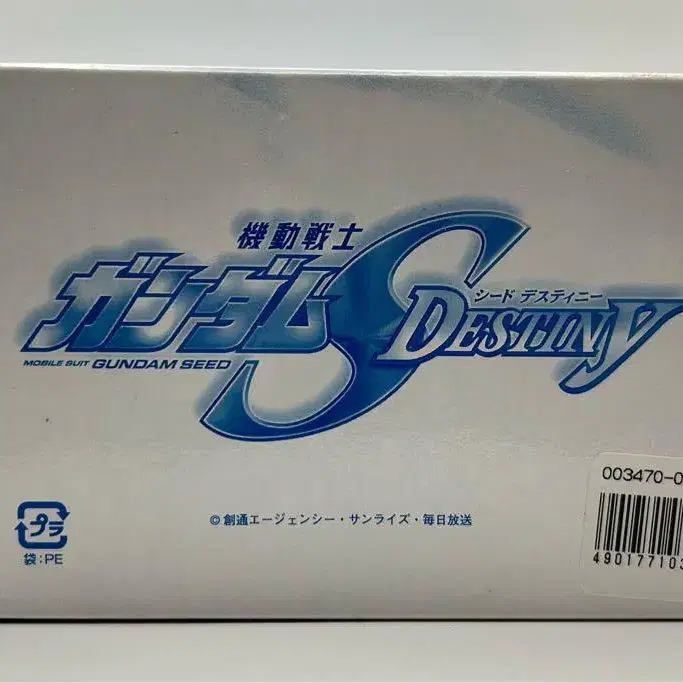 機動戦士
ガンダムS
シード デスティニー
DESTINY
MOBILE SUIT GUNDAM SEED
プラ
袋:PE
©創通エージェンシー・サンライズ・毎日放送
003470-0
490177103